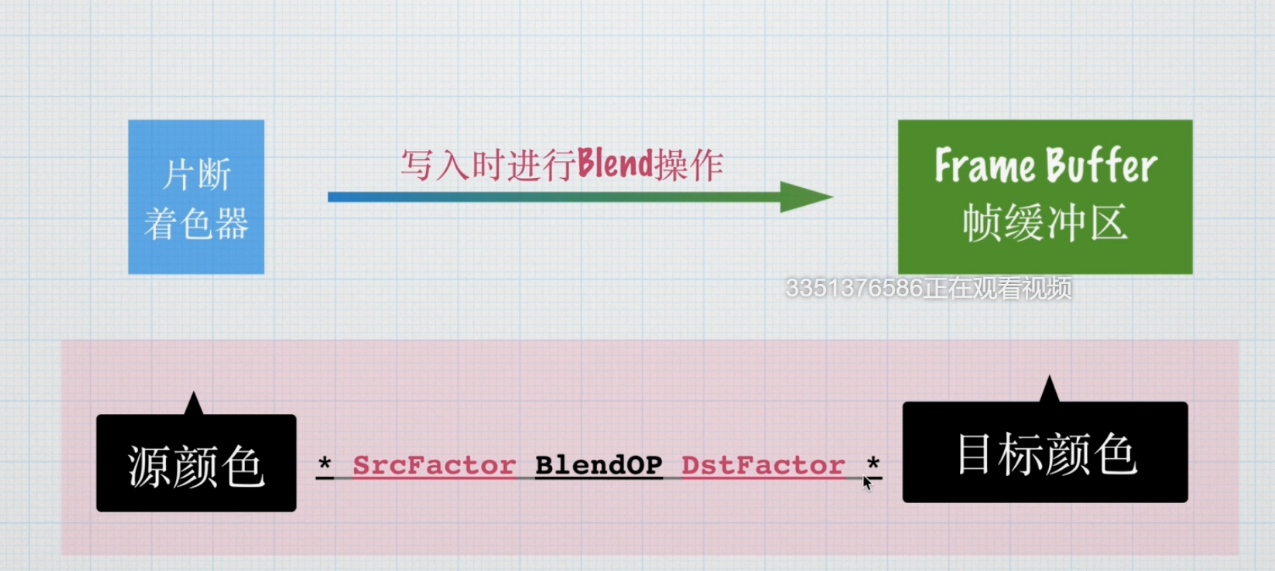 片断
着色器
写入时进行Blend操作
Frame Buffer
帧缓冲区
3351376586正在观看视频
源颜色 * SrcFactor BlendOP DstFactor * 目标颜色